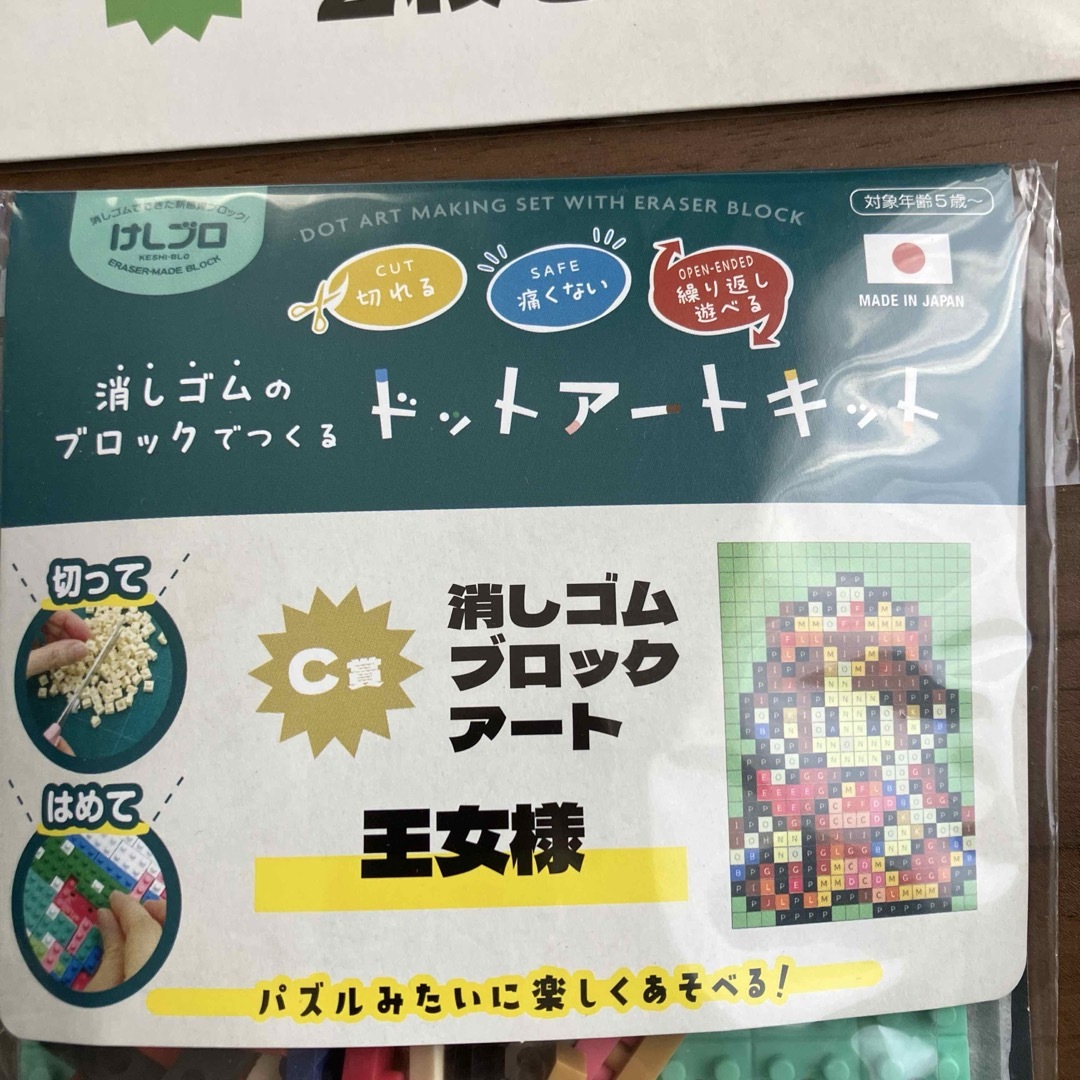 消しゴムでできた新感覚ブロック!
けしブロ
KESHI-BLO
ERASER-MADE BLOCK
DOT ART MAKING SET WITH ERASER BLOCK
対象年齢5歳~
CUT
切れる
SAFE
痛くない
OPEN-ENDED
繰り返し
遊べる
MADE IN JAPAN
消しゴムの
ブロックでつくる
ドットアートキット
切って
はめて
C賞
消しゴム
ブロック
アート
王女様
パズルみたいに楽しくあそべる!